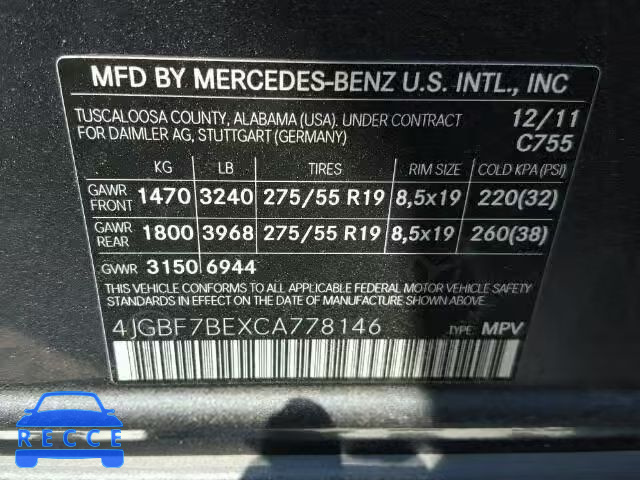 MFD BY MERCEDES-BENZ U.S. INTL., INC
TUSCALOOSA COUNTY, ALABAMA (USA). UNDER CONTRACT 12/11
FOR DAIMLER AG, STUTTGART (GERMANY) C755
KG LB TIRES RIM SIZE COLD KPA (PSI)
GAWR FRONT 1470 3240 275/55 R19 8,5x19 220(32)
GAWR REAR 1800 3968 275/55 R19 8,5x19 260(38)
GVWR 3150 6944
THIS VEHICLE CONFORMS TO ALL APPLICABLE FEDERAL MOTOR VEHICLE SAFETY
STANDARDS IN EFFECT ON THE DATE OF MANUFACTURE SHOWN ABOVE.
4JGBF7BEXCA778146 TYPE: MPV